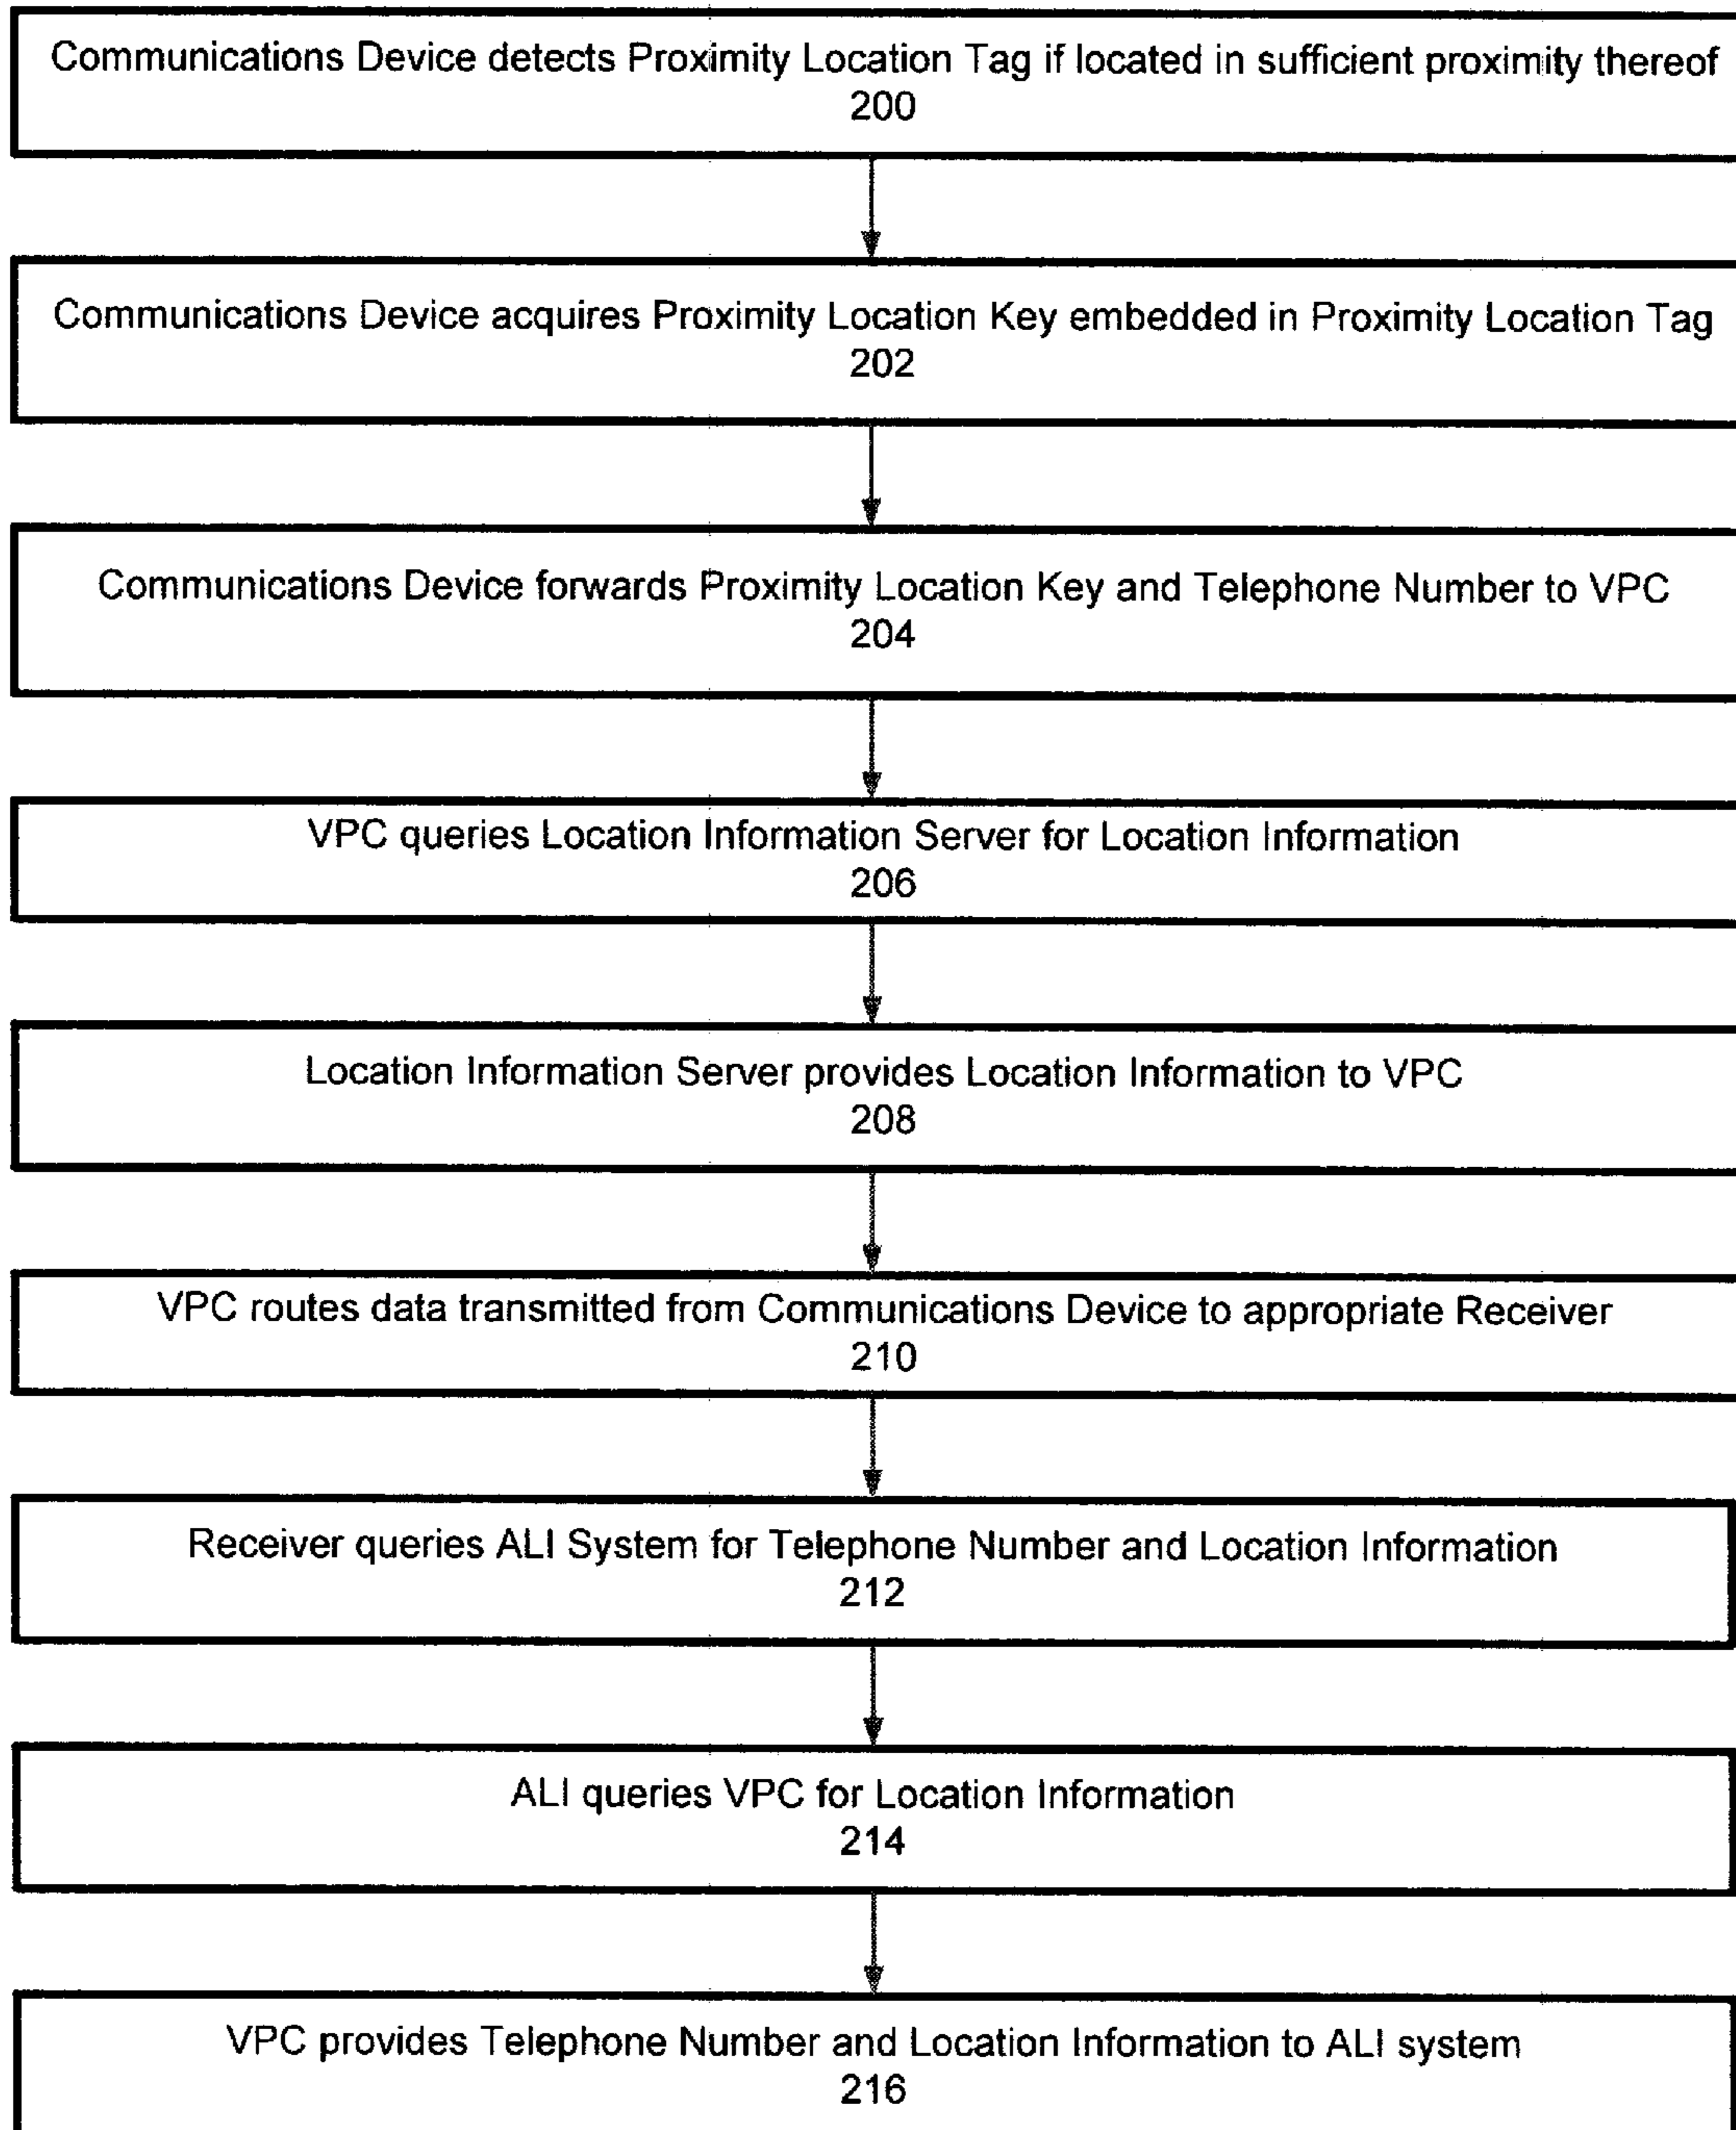 Communications Device detects Proximity Location Tag if located in sufficient proximity thereof
200
Communications Device acquires Proximity Location Key embedded in Proximity Location Tag
202
Communications Device forwards Proximity Location Key and Telephone Number to VPC
204
VPC queries Location Information Server for Location Information
206
Location Information Server provides Location Information to VPC
208
VPC routes data transmitted from Communications Device to appropriate Receiver
210
Receiver queries ALI System for Telephone Number and Location Information
212
ALI queries VPC for Location Information
214
VPC provides Telephone Number and Location Information to ALI system
216